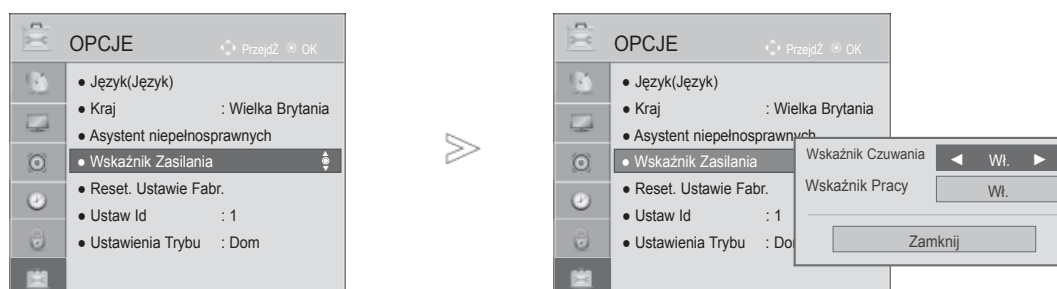 OPCJE
PrzejdŹ OK
● Język(Język)
● Kraj : Wielka Brytania
● Asystent niepełnosprawnych
● Wskaźnik Zasilania
● Reset. Ustawie Fabr.
● Ustaw Id : 1
● Ustawienia Trybu : Dom
OPCJE
PrzejdŹ OK
● Język(Język)
● Kraj : Wielka Brytania
● Asystent niepełnosprawnych
● Wskaźnik Zasilania
● Reset. Ustawie Fabr.
● Ustaw Id : 1
● Ustawienia Trybu : Do
Wskaźnik Czuwania ◄ Wł. ►
Wskaźnik Pracy Wł.
Zamknij